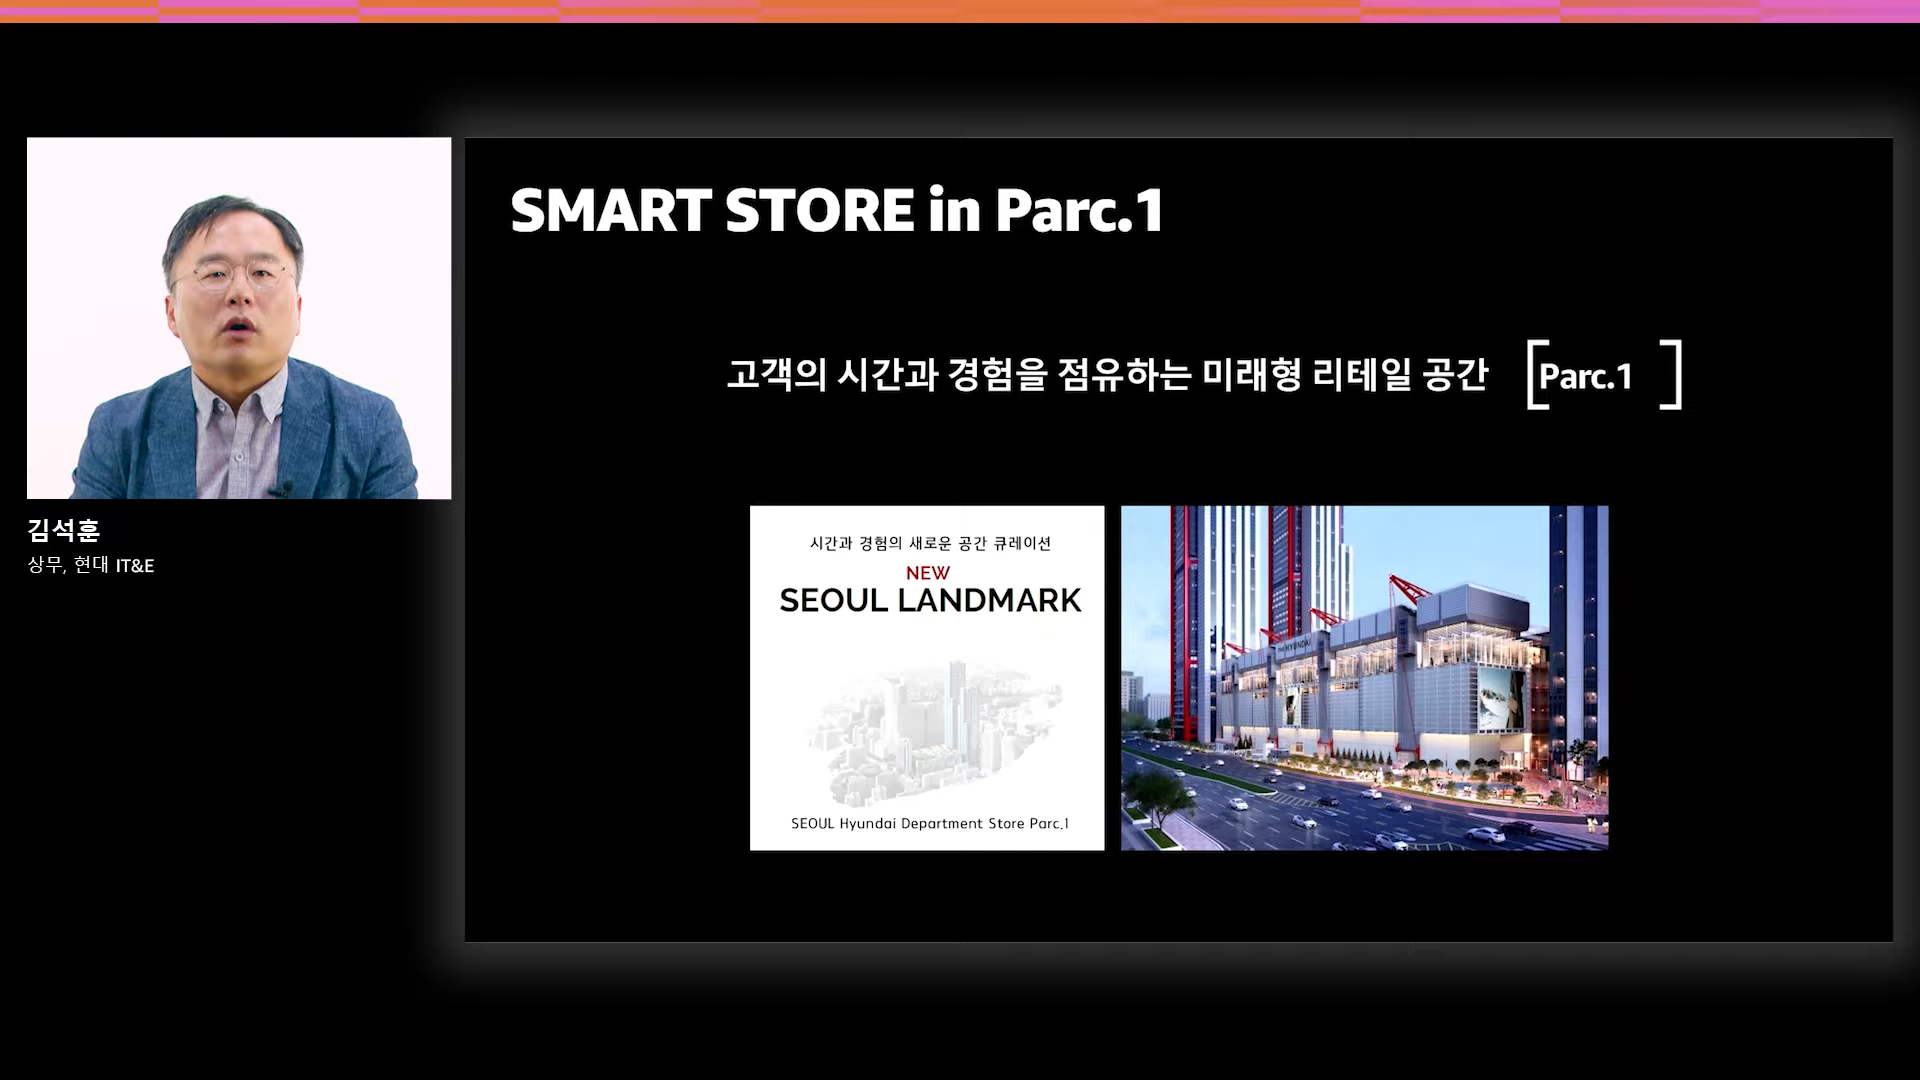 김석훈
상무, 현대 IT&E
SMART STORE in Parc.1
고객의 시간과 경험을 점유하는 미래형 리테일 공간 [Parc.1 ]
시간과 경험의 새로운 공간 큐레이션
NEW
SEOUL LANDMARK
SEOUL Hyundai Department Store Parc.1
THE HYUNDAI